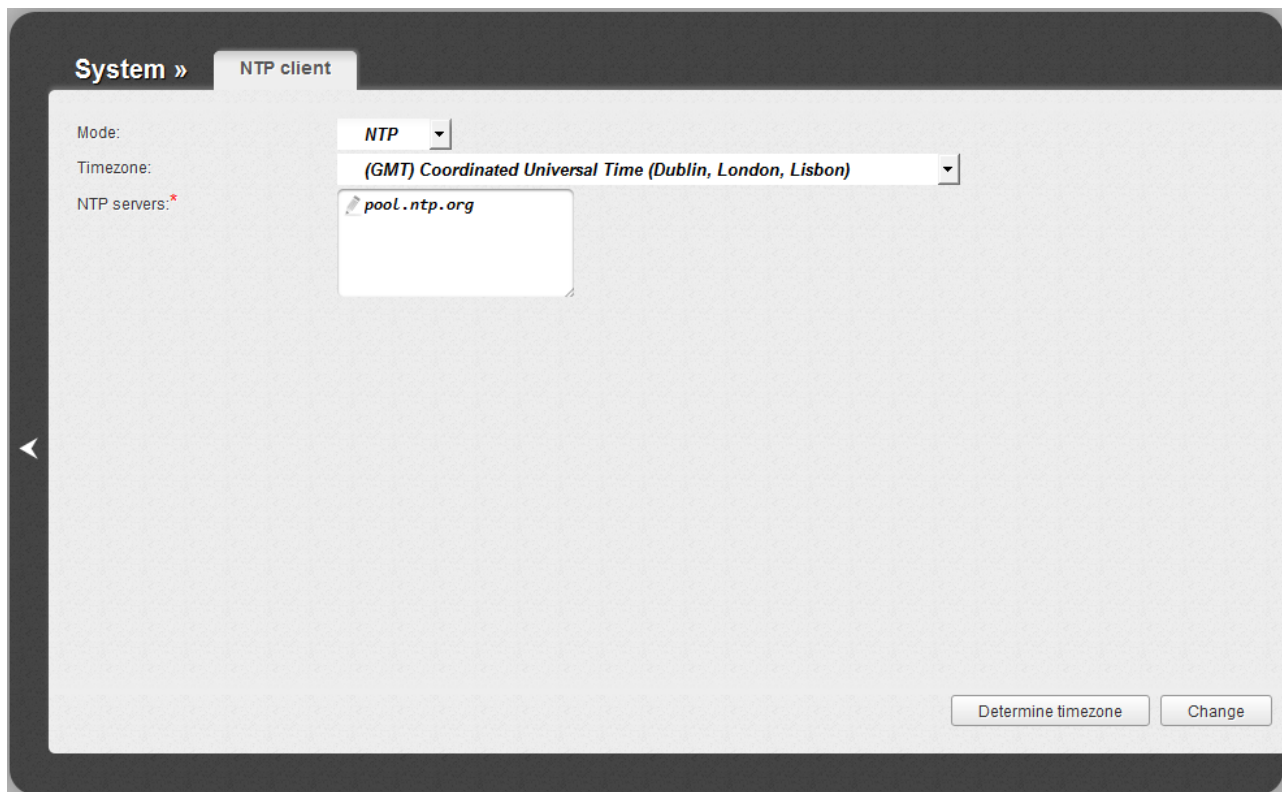 System »
NTP client
Mode:
NTP
Timezone:
(GMT) Coordinated Universal Time (Dublin, London, Lisbon)
NTP servers:*
pool.ntp.org
Determine timezone
Change